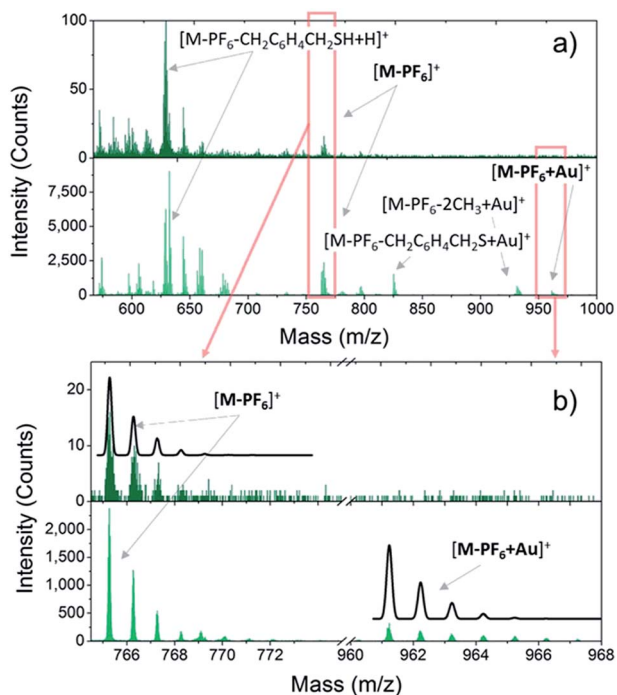 a)
[M-PF₆-CH₂C₆H₄CH₂SH+H]⁺
[M-PF₆]⁺
[M-PF₆+Au]⁺
[M-PF₆-2CH₃+Au]⁺
[M-PF₆-CH₂C₆H₄CH₂S+Au]⁺
Intensity (Counts)
100
50
0
7,500
5,000
2,500
0
600 650 700 750 800 850 900 950 1000
Mass (m/z)
b)
[M-PF₆]⁺
[M-PF₆+Au]⁺
Intensity (Counts)
20
10
0
2,000
1,500
1,000
500
0
766 768 770 772 960 962 964 966 968
Mass (m/z)